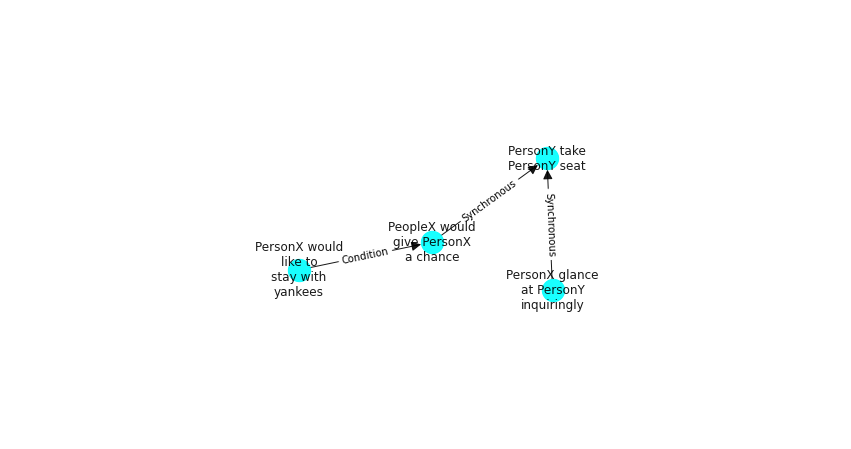 PersonY take
PersonY seat
Synchronous
Synchronous
PeopleX would
give PersonX
a chance
Condition
PersonX would
like to
stay with
yankees
PersonX glance
at PersonY
inquiringly